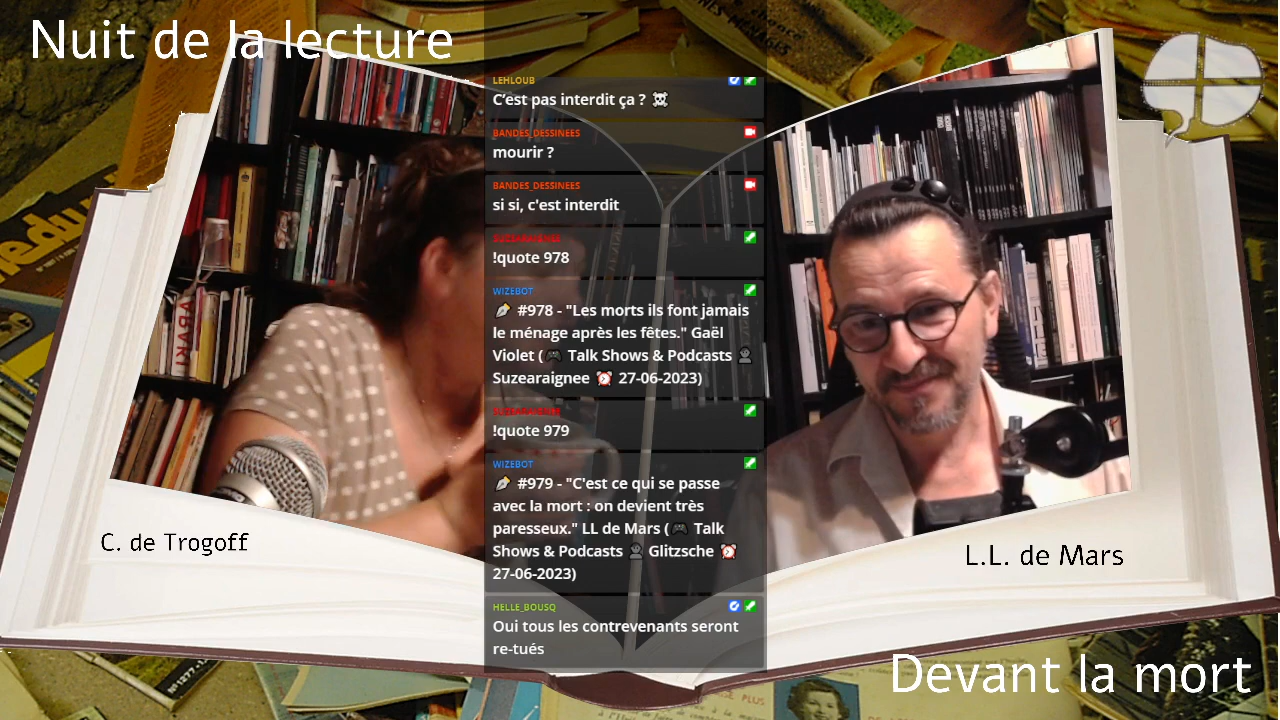 Nuit de la lecture
LEHLOUB
C'est pas interdit ça ? ☠
BANDES_DESSINEES
mourir ?
BANDES_DESSINEES
si si, c'est interdit
SUZEARAIGNEE
!quote 978
WIZEBOT
#978 - "Les morts ils font jamais
le ménage après les fêtes." Gaël
Violet (🎮 Talk Shows & Podcasts
Suzearaignee ⏰ 27-06-2023)
SUZEARAIGNEE
!quote 979
WIZEBOT
#979 - "C'est ce qui se passe
avec la mort : on devient très
paresseux." LL de Mars (🎮 Talk
Shows & Podcasts Glitzsche ⏰
27-06-2023)
HELLE_BOUSQ
Oui tous les contrevenants seront
re-tués
C. de Trogoff
L.L. de Mars
Devant la mort